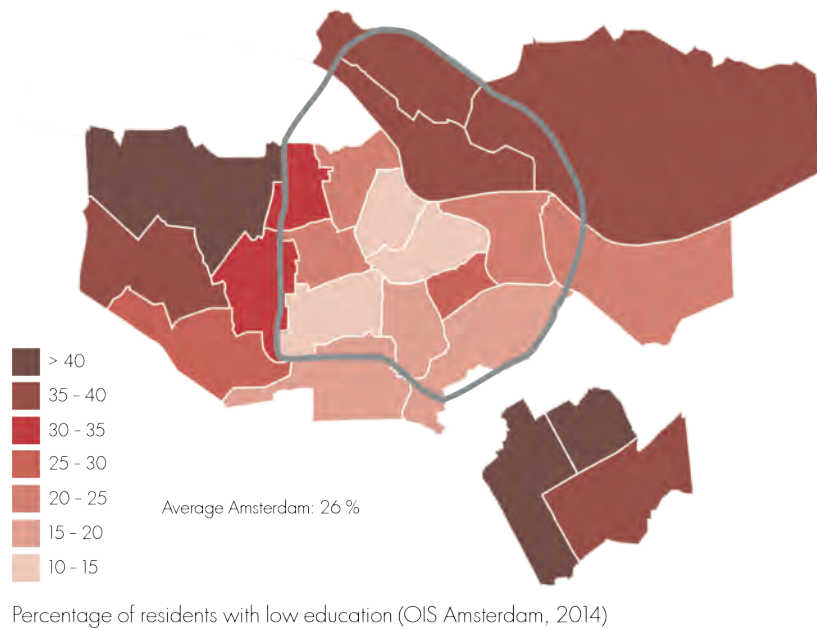 > 40
35 - 40
30 - 35
25 - 30
20 - 25
15 - 20
10 - 15
Average Amsterdam: 26 %
Percentage of residents with low education (OIS Amsterdam, 2014)